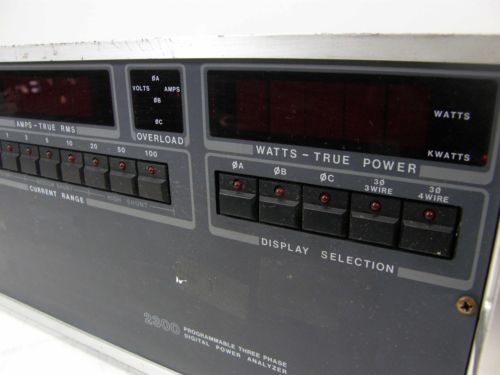 ØA
VOLTS AMPS
ØB
ØC
OVERLOAD
AMPS-TRUE RMS
1 2 5 10 20 50 100
HIGH SHUNT
CURRENT RANGE
WATTS
KWATTS
WATTS - TRUE POWER
ØA ØB ØC 3Ø 3WIRE 3Ø 4WIRE
DISPLAY SELECTION
2300 PROGRAMMABLE THREE PHASE
DIGITAL POWER ANALYZER